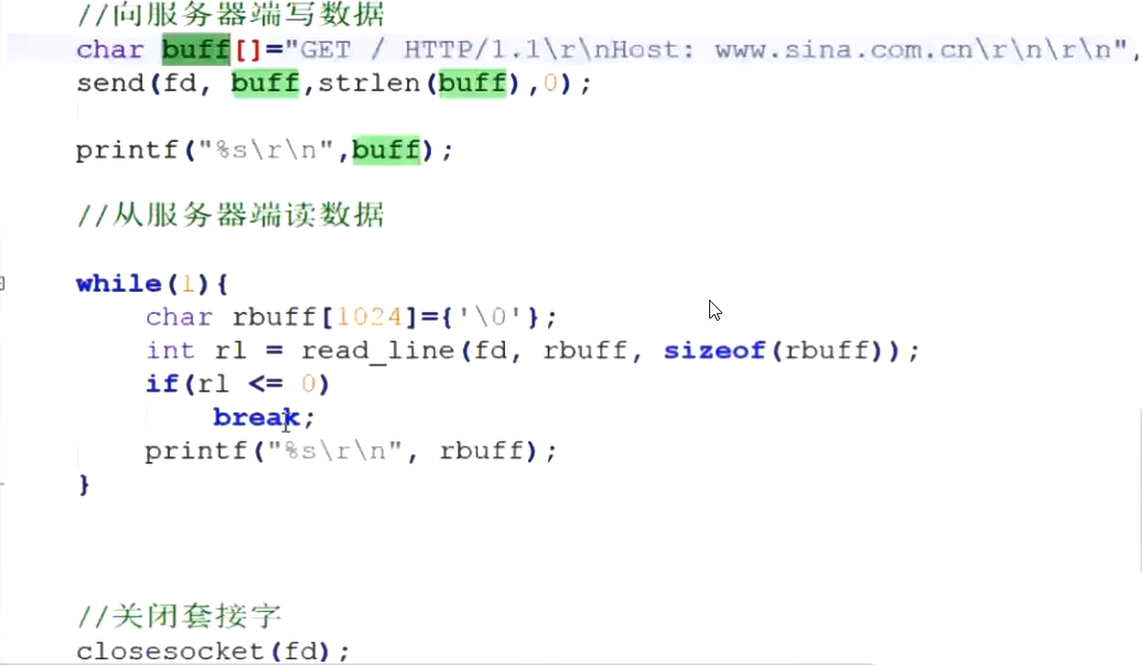 //向服务器端写数据
char buff[]="GET / HTTP/1.1\r\nHost: www.sina.com.cn\r\n\r\n";
send(fd, buff,strlen(buff),0);
printf("%s\r\n",buff);
//从服务器端读数据
while(1){
char rbuff[1024]={'\0'};
int rl = read_line(fd, rbuff, sizeof(rbuff));
if(rl <= 0)
break;
printf("%s\r\n", rbuff);
}
//关闭套接字
closesocket(fd);